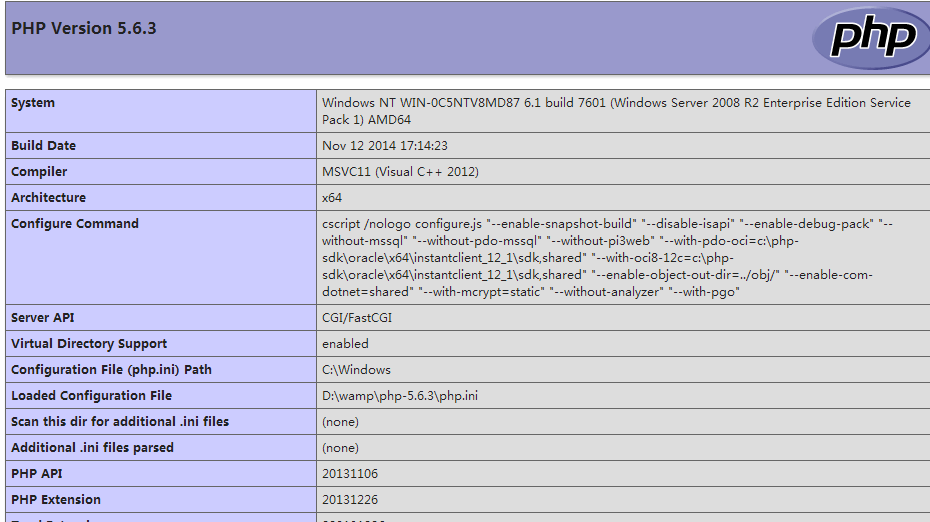 PHP Version 5.6.3
php
System
Windows NT WIN-0C5NTV8MD87 6.1 build 7601 (Windows Server 2008 R2 Enterprise Edition Service
Pack 1) AMD64
Build Date
Nov 12 2014 17:14:23
Compiler
MSVC11 (Visual C++ 2012)
Architecture
x64
Configure Command
cscript /nologo configure.js "--enable-snapshot-build" "--disable-isapi" "--enable-debug-pack" "--
without-mssql" "--without-pdo-mssql" "--without-pi3web" "--with-pdo-oci=c:\php-
sdk\oracle\x64\instantclient_12_1\sdk,shared" "--with-oci8-12c=c:\php-
sdk\oracle\x64\instantclient_12_1\sdk,shared" "--enable-object-out-dir=../obj/" "--enable-com-
dotnet=shared" "--with-mcrypt=static" "--without-analyzer" "--with-pgo"
Server API
CGI/FastCGI
Virtual Directory Support
enabled
Configuration File (php.ini) Path
C:\Windows
Loaded Configuration File
D:\wamp\php-5.6.3\php.ini
Scan this dir for additional .ini files
(none)
Additional .ini files parsed
(none)
PHP API
20131106
PHP Extension
20131226